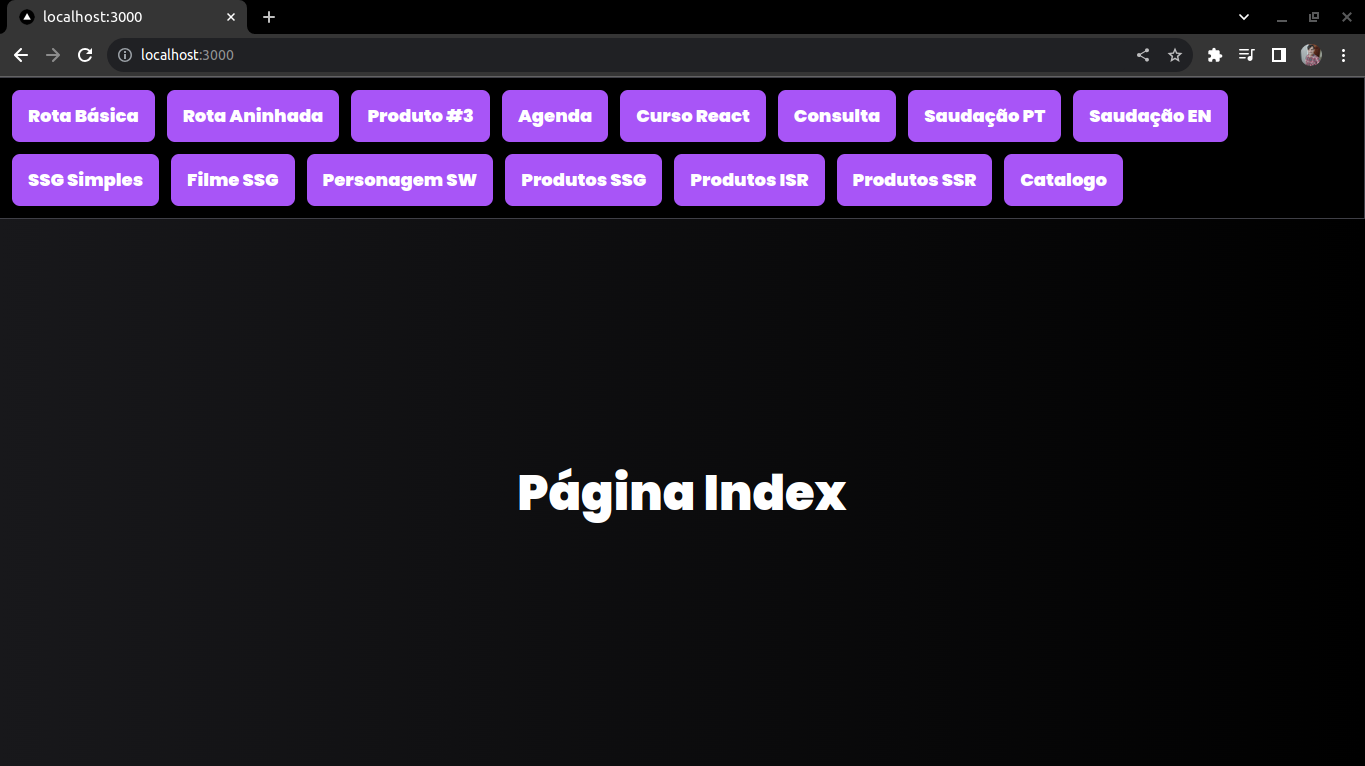 localhost:3000
localhost:3000
Rota Básica Rota Aninhada Produto #3 Agenda Curso React Consulta Saudação PT Saudação EN
SSG Simples Filme SSG Personagem SW Produtos SSG Produtos ISR Produtos SSR Catalogo
Página Index